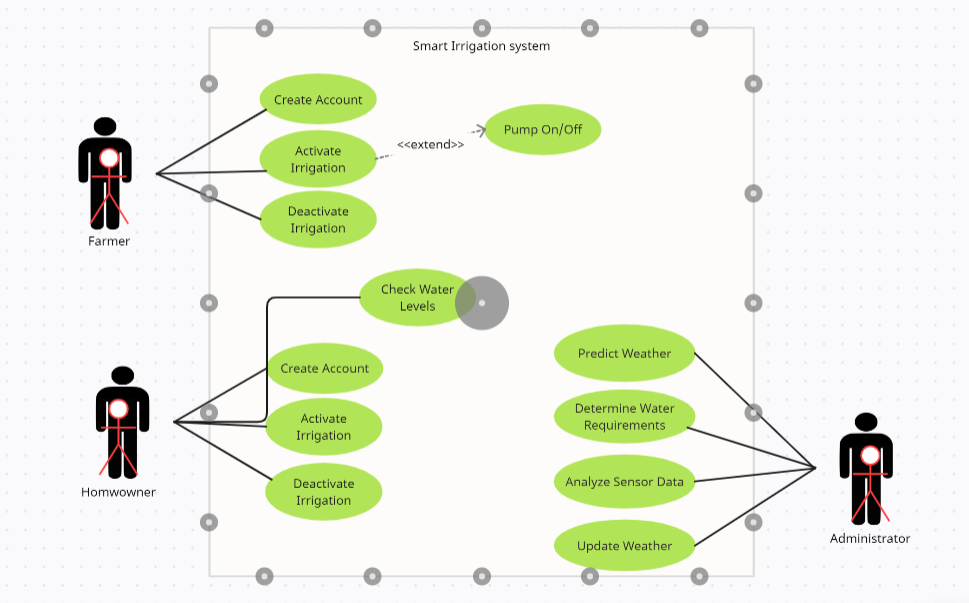 Smart Irrigation system
Create Account
Activate
Irrigation
Deactivate
Irrigation
<<extend>>
Pump On/Off
Farmer
Check Water
Levels
Create Account
Activate
Irrigation
Deactivate
Irrigation
Homwowner
Predict Weather
Determine Water
Requirements
Analyze Sensor Data
Update Weather
Administrator